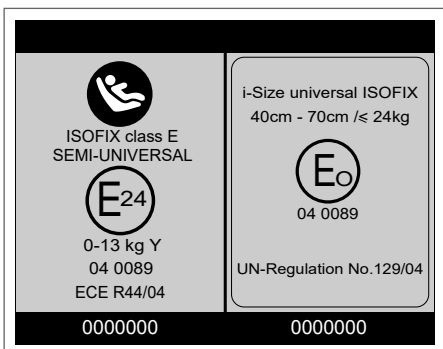 ISOFIX class E
SEMI-UNIVERSAL
E24
0-13 kg Y
04 0089
ECE R44/04
0000000
i-Size universal ISOFIX
40cm - 70cm /≤ 24kg
EO
04 0089
UN-Regulation No.129/04
0000000